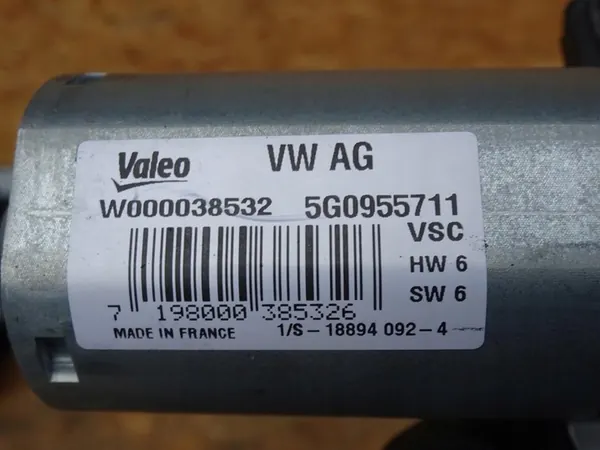 Valeo VW AG
W000038532 5G0955711
VSC
HW 6
SW 6
7 198000 385326
MADE IN FRANCE 1/S-18894 092-4